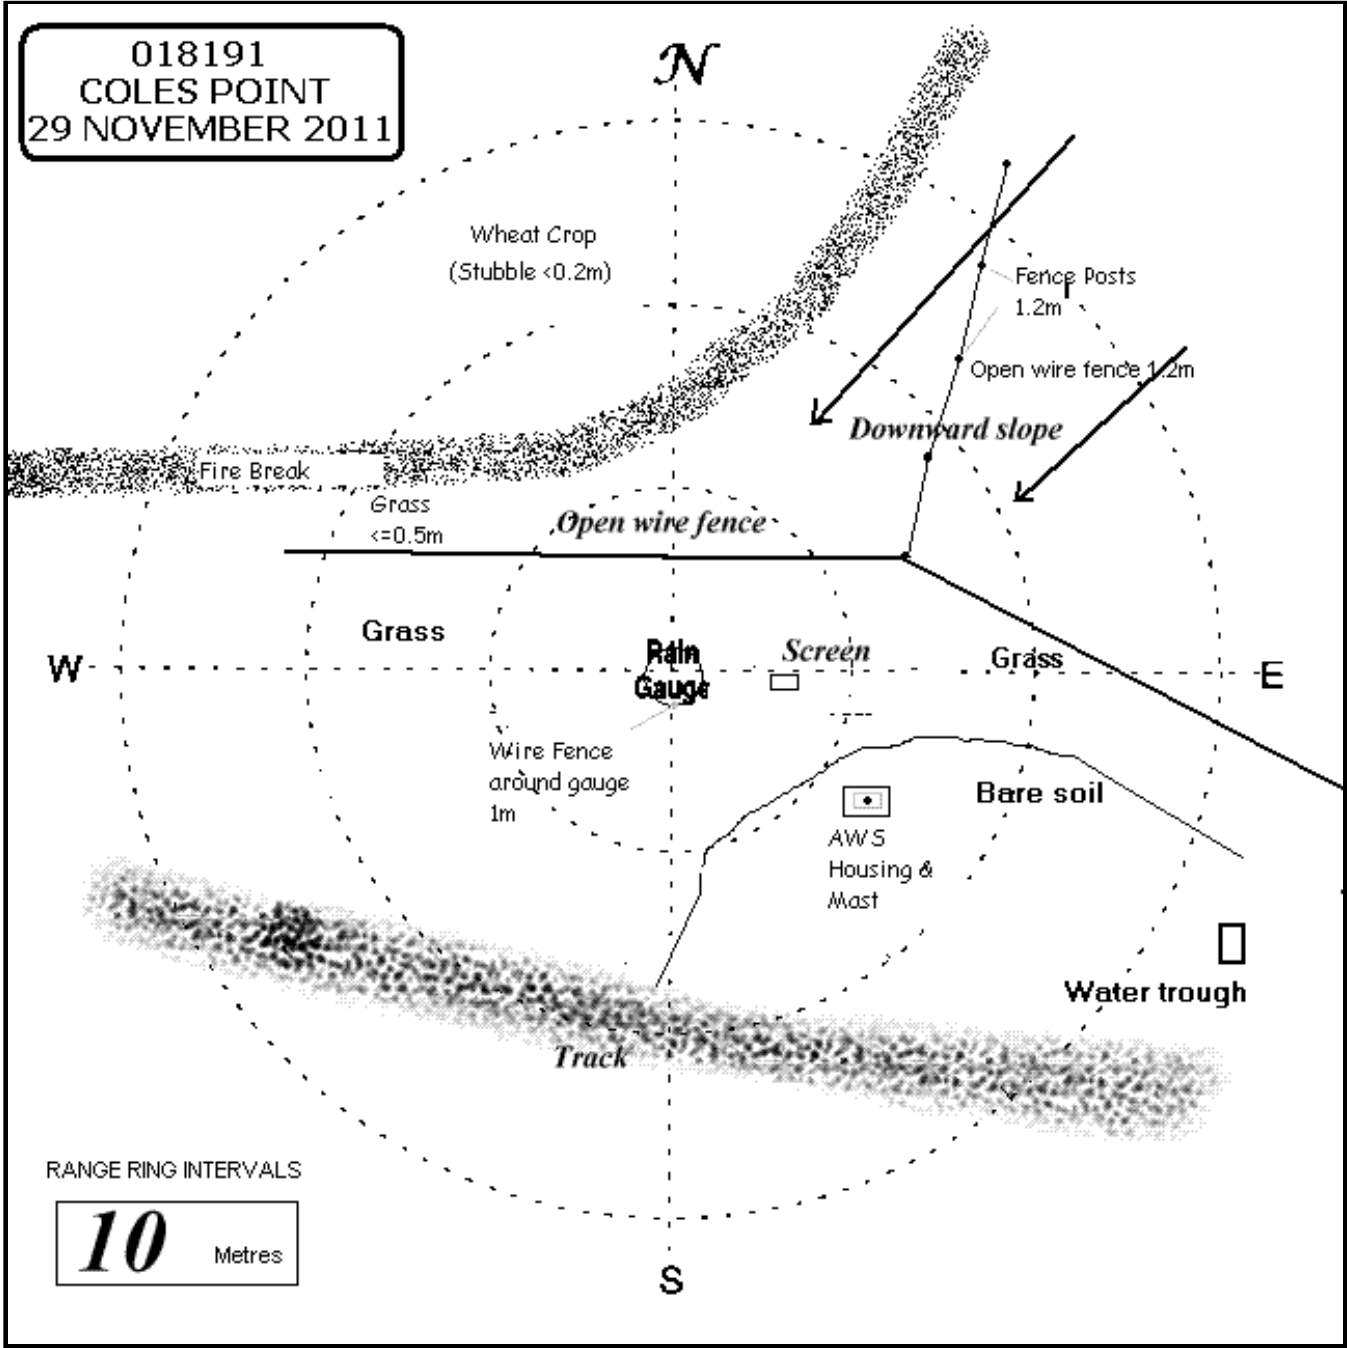 018191
COLES POINT
29 NOVEMBER 2011
N
Wheat Crop
(Stubble <0.2m)
Fence Posts
1.2m
Open wire fence 1.2m
Downward slope
Fire Break
Grass
<=0.5m
Open wire fence
Grass
Rain
Gauge
Screen
Grass
W
E
Wire Fence
around gauge
1m
Bare soil
AWS
Housing &
Mast
Water trough
Track
RANGE RING INTERVALS
10 Metres
S